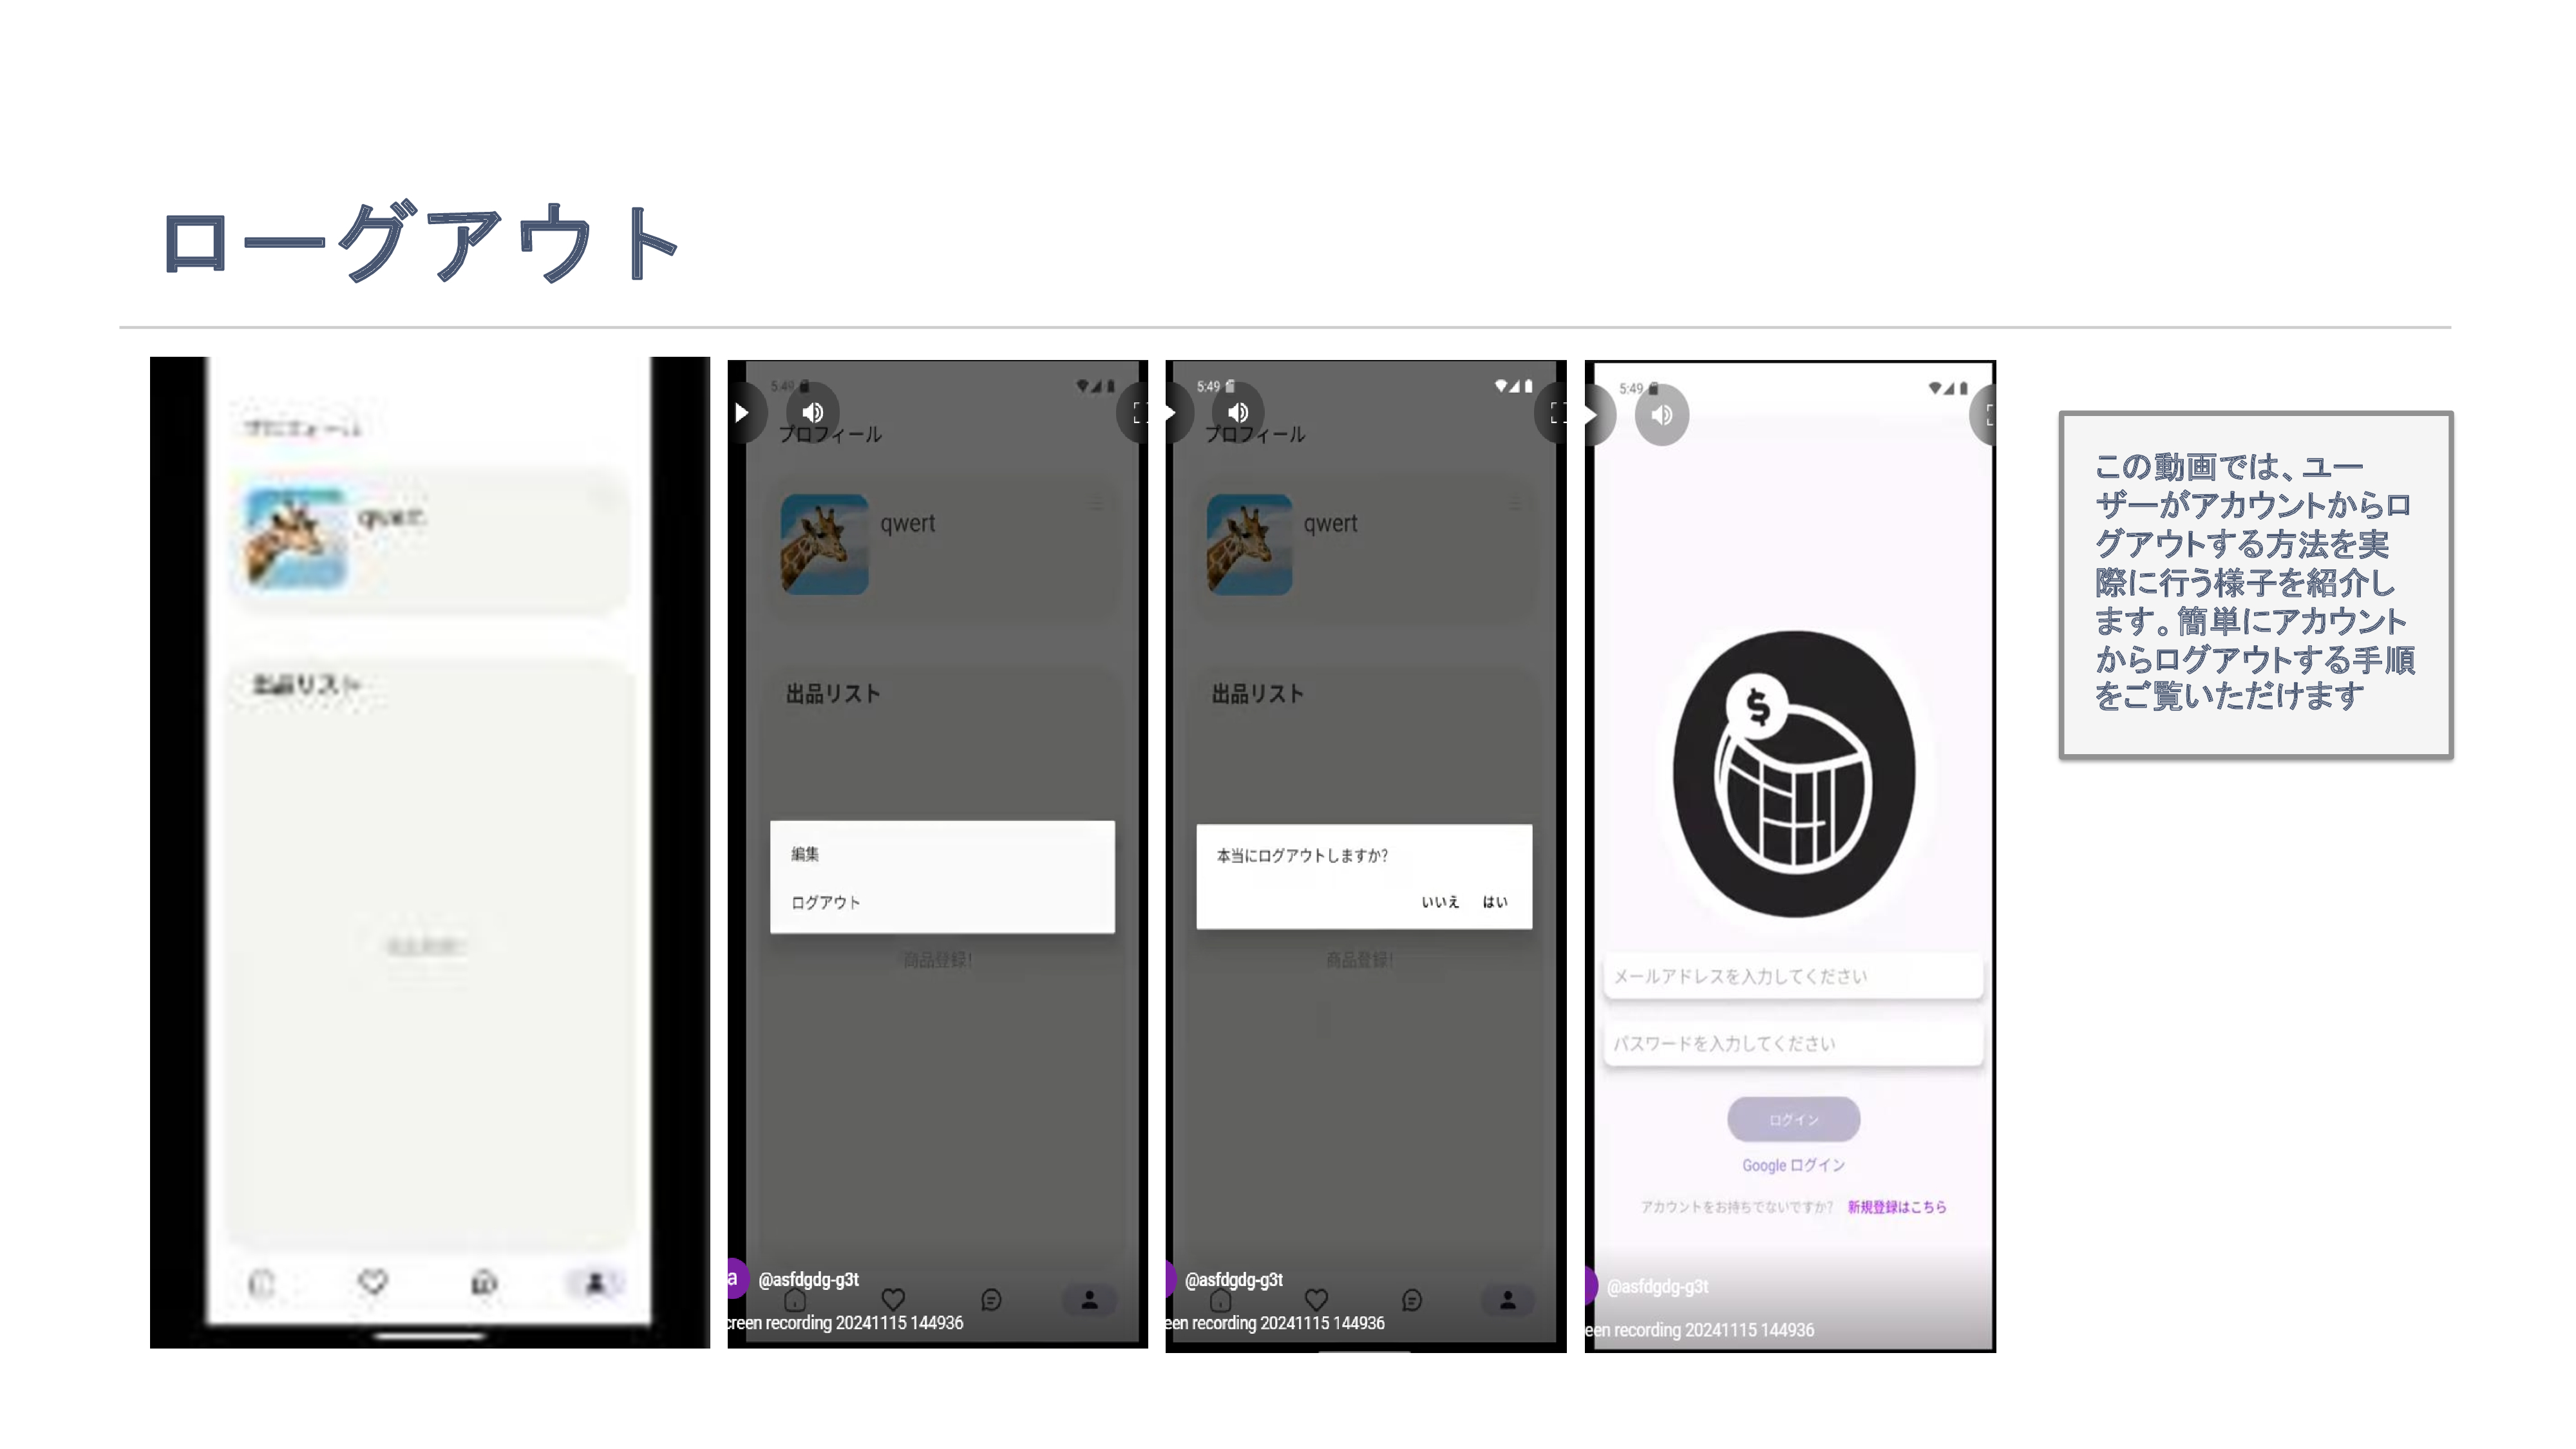 ローグアウト
プロフィール
qwert
出品リスト
5:49
プロフィール
qwert
出品リスト
編集
ログアウト
商品登録!
a @asfdgdg-g3t
creen recording 20241115 144936
5:49
プロフィール
qwert
出品リスト
本当にログアウトしますか?
いいえ はい
商品登録!
@asfdgdg-g3t
een recording 20241115 144936
5:49
$
メールアドレスを入力してください
パスワードを入力してください
ログイン
Google ログイン
アカウントをお持ちでないですか? 新規登録はこちら
@asfdgdg-g3t
een recording 20241115 144936
この動画では、ユー
ザーがアカウントからロ
グアウトする方法を実
際に行う様子を紹介し
ます。簡単にアカウント
からログアウトする手順
をご覧いただけます